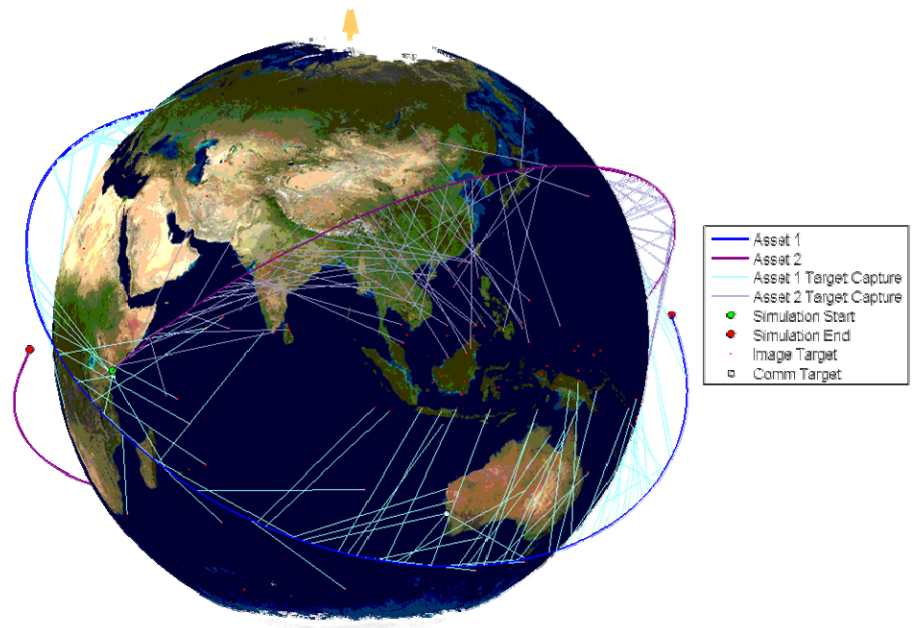 Asset 1
Asset 2
Asset 1 Target Capture
Asset 2 Target Capture
Simulation Start
Simulation End
Image Target
Comm Target